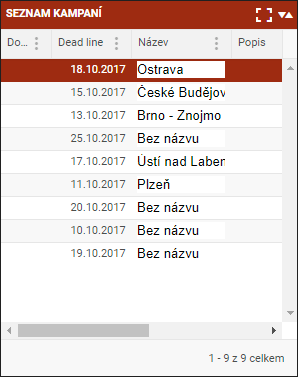 SEZNAM KAMPANÍ
Do... Dead line Název Popis
18.10.2017 Ostrava
15.10.2017 České Budějov
13.10.2017 Brno - Znojmo
25.10.2017 Bez názvu
17.10.2017 Ústí nad Laben
11.10.2017 Plzeň
20.10.2017 Bez názvu
10.10.2017 Bez názvu
19.10.2017 Bez názvu
1 - 9 z 9 celkem